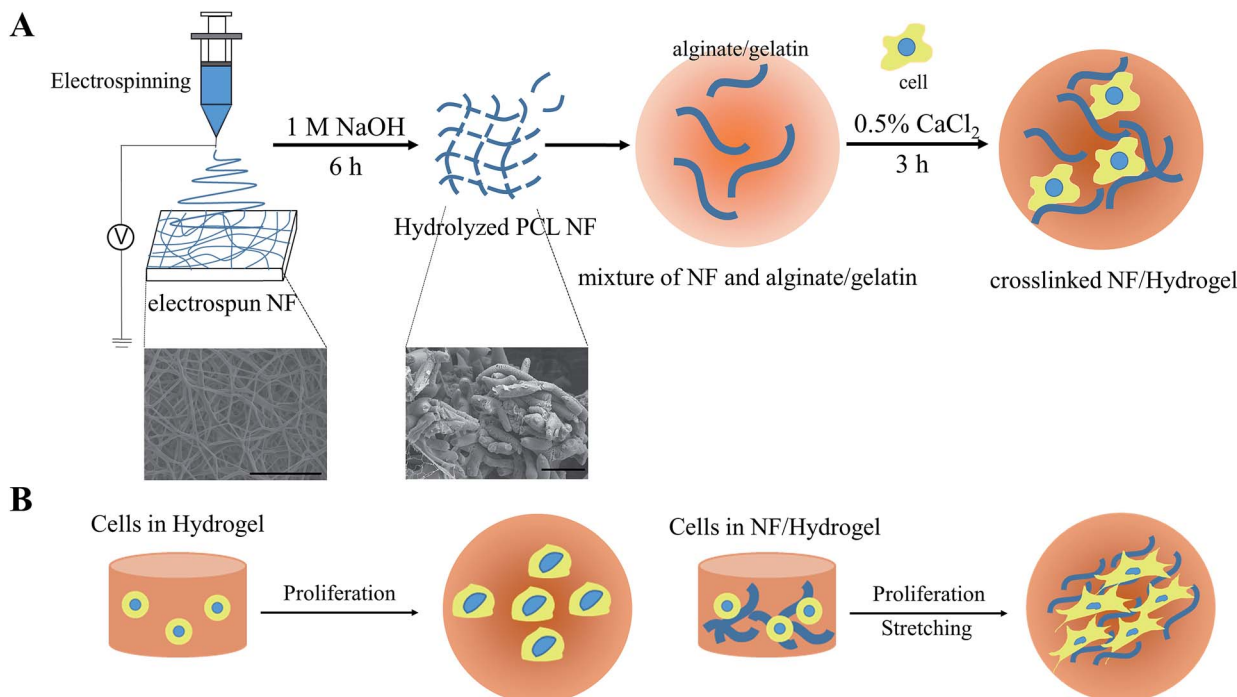 A
Electrospinning
V
electrospun NF
1 M NaOH
6 h
Hydrolyzed PCL NF
alginate/gelatin
mixture of NF and alginate/gelatin
cell
0.5% CaCl₂
3 h
crosslinked NF/Hydrogel
B
Cells in Hydrogel
Proliferation
Cells in NF/Hydrogel
Proliferation
Stretching